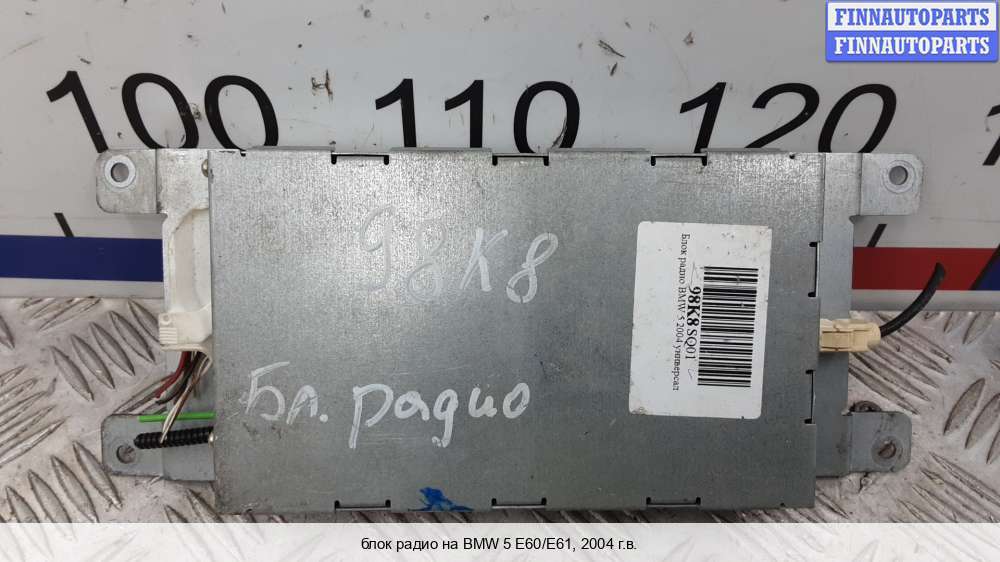 FINNAUTOPARTS
FINNAUTOPARTS
100 110 120
98К8
Бл. радио
Блок радио BMW 5 2004 универсал
98K8SQ01
блок радио на BMW 5 E60/E61, 2004 г.в.